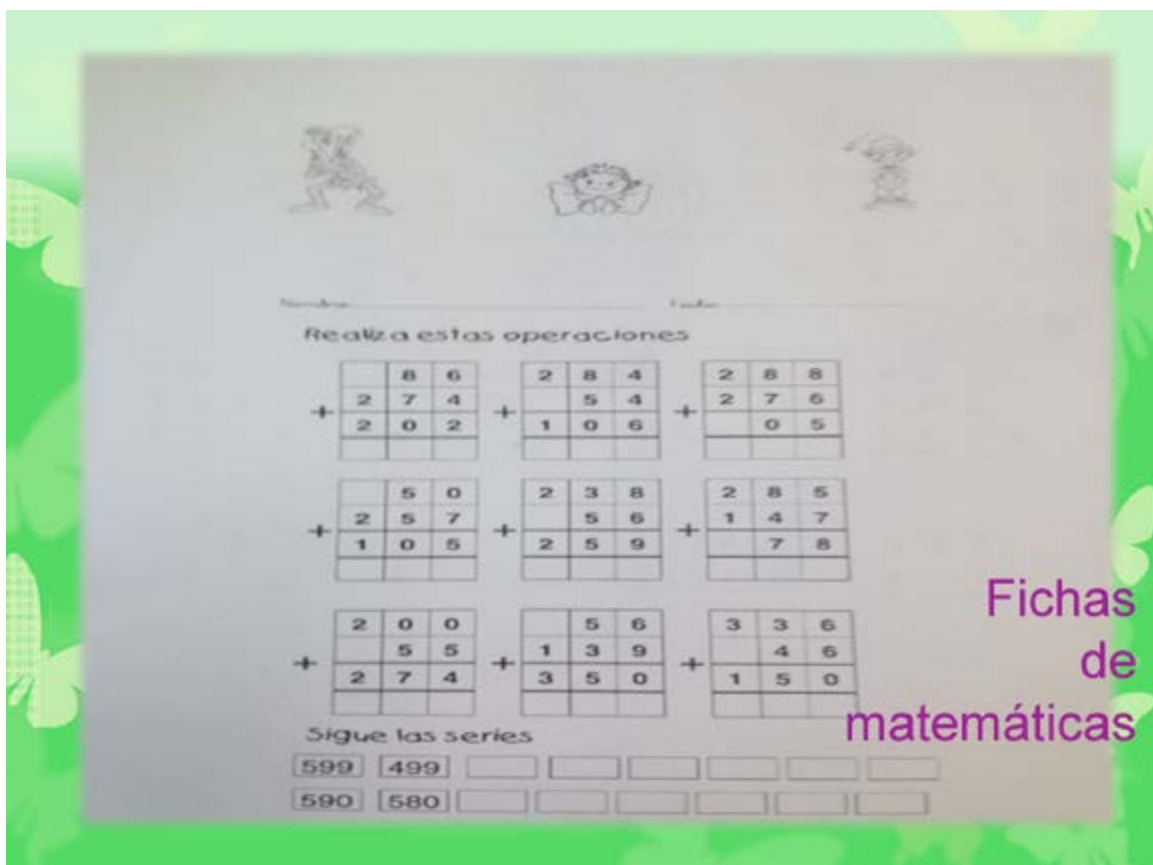 Nombre
Fecha
Realiza estas operaciones
8 6
2 7 4
+ 2 0 2
2 8 4
5 4
+ 1 0 6
2 8 8
2 7 6
+ 0 5
5 0
2 5 7
+ 1 0 5
2 3 8
5 6
+ 2 5 9
2 8 5
1 4 7
+ 7 8
2 0 0
5 5
+ 2 7 4
5 6
1 3 9
+ 3 5 0
3 3 6
4 6
+ 1 5 0
Sigue las series
599 499
590 580
Fichas
de
matemáticas